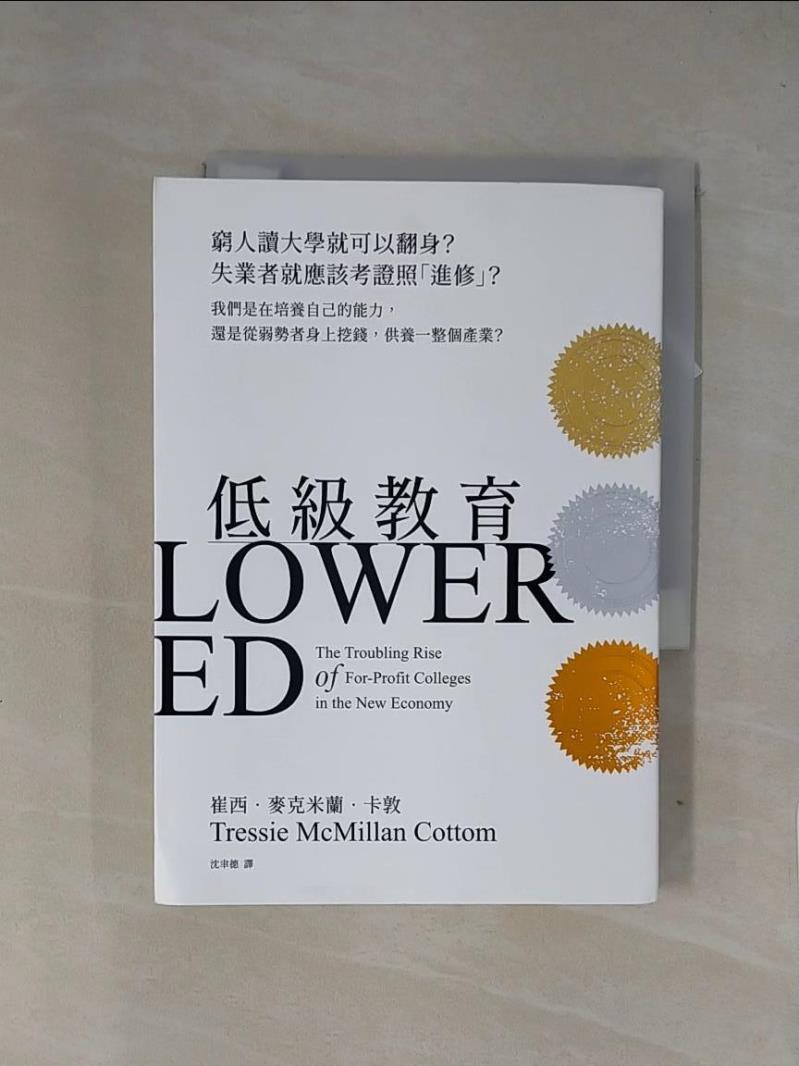 窮人讀大學就可以翻身？
失業者就應該考證照「進修」？
我們是在培養自己的能力，
還是從弱勢者身上挖錢，供養一整個產業？
低級教育
LOWER
ED
The Troubling Rise
of For-Profit Colleges
in the New Economy
崔西．麥克米蘭．卡敦
Tressie McMillan Cottom
沈聿德 譯